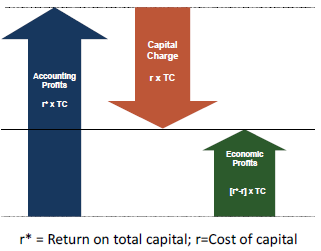 Accounting
Profits
r* x TC
Capital
Charge
r x TC
Economic
Profits
[r*-r] x TC
r* = Return on total capital; r=Cost of capital